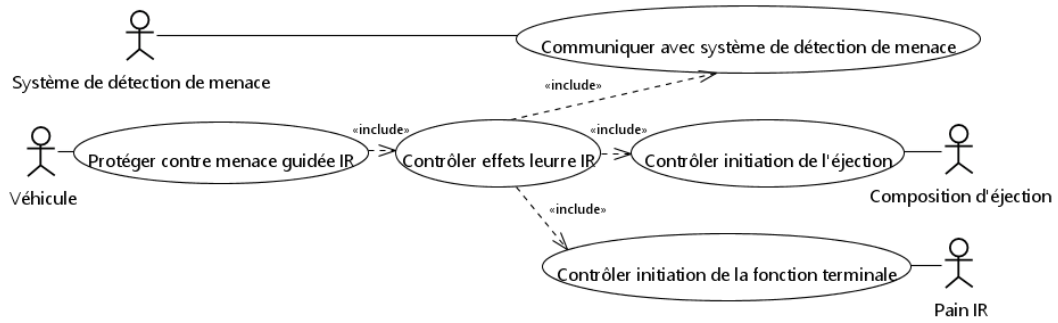 Communiquer avec système de détection de menace
Système de détection de menace
«include»
«include»
«include»
Protéger contre menace guidée IR
Contrôler effets leurre IR
Contrôler initiation de l'éjection
Véhicule
Composition d'éjection
«include»
Contrôler initiation de la fonction terminale
Pain IR